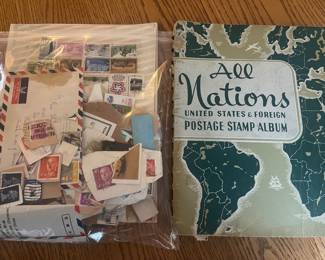 All
Nations
UNITED STATES & FOREIGN
POSTAGE STAMP ALBUM